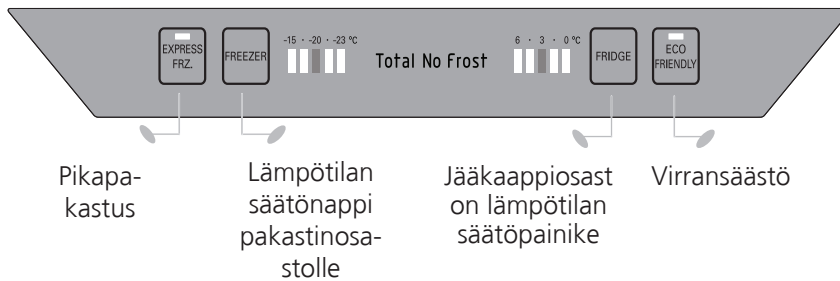 EXPRESS
FRZ.
FREEZER
-15 · -20 · -23 °C
Total No Frost
6 · 3 · 0 °C
FRIDGE
ECO
FRIENDLY
Pikapa-
kastus
Lämpötilan
säätönappi
pakastinosa-
stolle
Jääkaappiosast
on lämpötilan
säätöpainike
Virransäästö